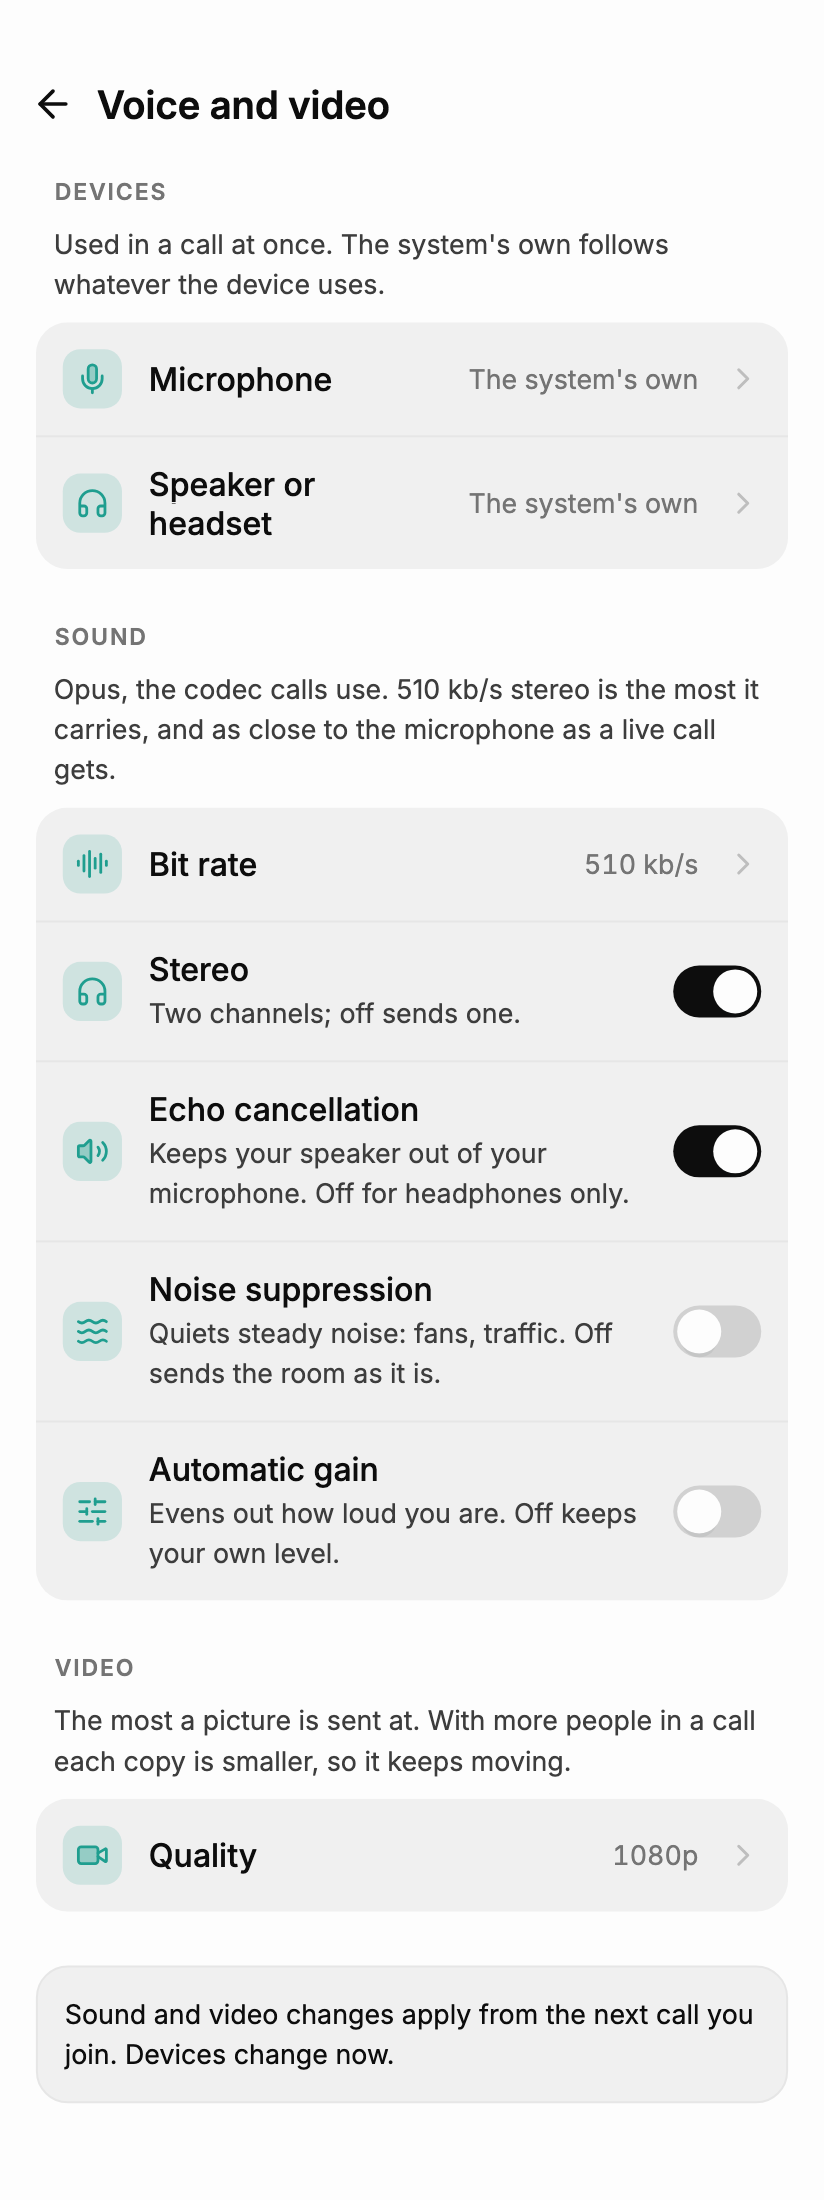 Voice and video
DEVICES
Used in a call at once. The system's own follows
whatever the device uses.
Microphone
The system's own
Speaker or
headset
The system's own
SOUND
Opus, the codec calls use. 510 kb/s stereo is the most it
carries, and as close to the microphone as a live call
gets.
Bit rate
510 kb/s
Stereo
Two channels; off sends one.
Echo cancellation
Keeps your speaker out of your
microphone. Off for headphones only.
Noise suppression
Quiets steady noise: fans, traffic. Off
sends the room as it is.
Automatic gain
Evens out how loud you are. Off keeps
your own level.
VIDEO
The most a picture is sent at. With more people in a call
each copy is smaller, so it keeps moving.
Quality
1080p
Sound and video changes apply from the next call you
join. Devices change now.